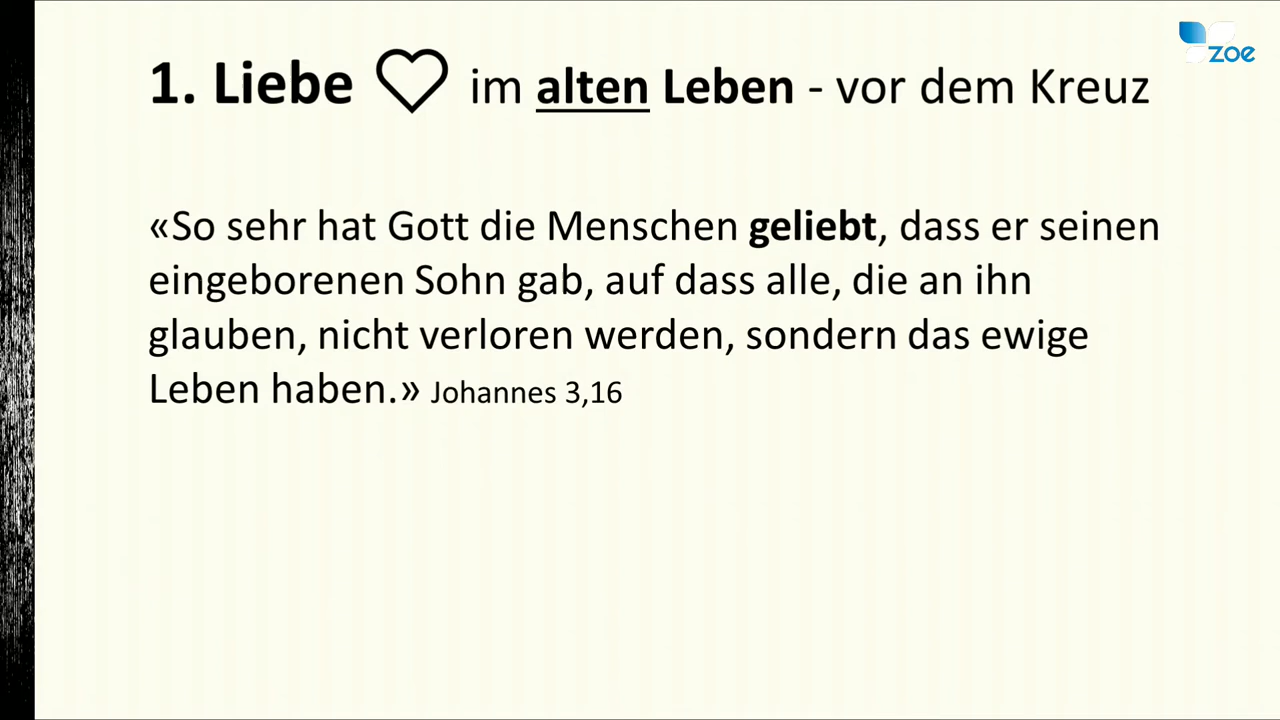 1. Liebe im alten Leben - vor dem Kreuz
zoe
«So sehr hat Gott die Menschen geliebt, dass er seinen
eingeborenen Sohn gab, auf dass alle, die an ihn
glauben, nicht verloren werden, sondern das ewige
Leben haben.» Johannes 3,16